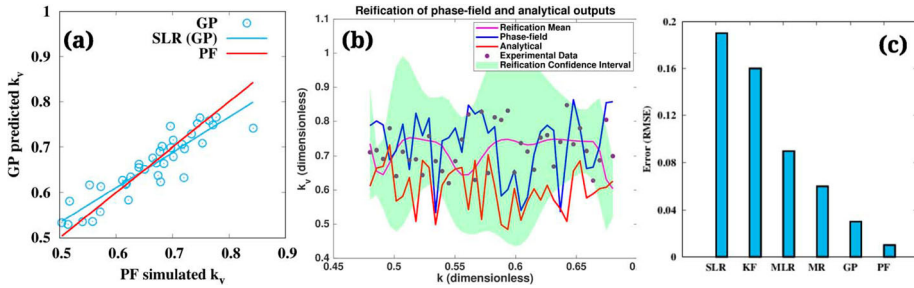 (a)
GP
SLR (GP)
PF
GP predicted kv
1
0.9
0.8
0.7
0.6
0.5
0.5
0.6
0.7
0.8
0.9
PF simulated kv
Reification of phase-field and analytical outputs
(b)
Reification Mean
Phase-field
Analytical
Experimental Data
Reification Confidence Interval
kv (dimensionless)
1.1
1
0.9
0.8
0.7
0.6
0.5
0.4
0.45
0.5
0.55
0.6
0.65
0.
k (dimensionless)
(c)
Error (RMSE)
0.2
0.16
0.12
0.08
0.04
0
SLR KF MLR MR GP PF